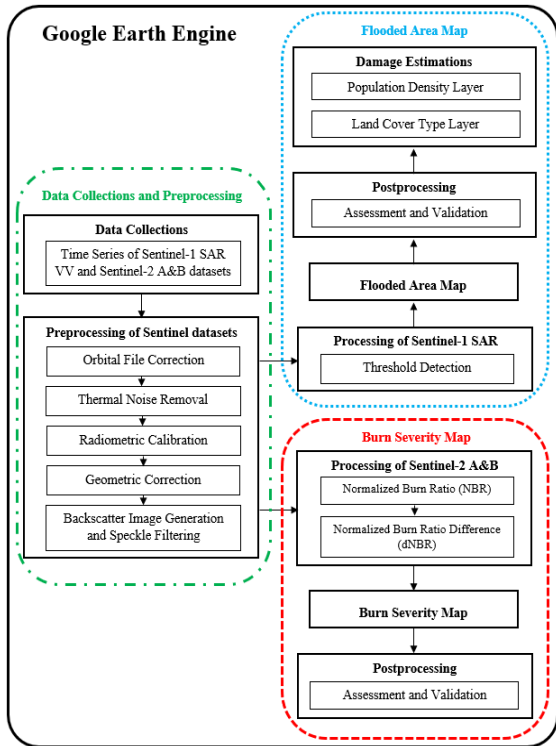 Google Earth Engine
Data Collections and Preprocessing
Data Collections
Time Series of Sentinel-1 SAR
VV and Sentinel-2 A&B datasets
Preprocessing of Sentinel datasets
Orbital File Correction
Thermal Noise Removal
Radiometric Calibration
Geometric Correction
Backscatter Image Generation
and Speckle Filtering
Flooded Area Map
Damage Estimations
Population Density Layer
Land Cover Type Layer
Postprocessing
Assessment and Validation
Flooded Area Map
Processing of Sentinel-1 SAR
Threshold Detection
Burn Severity Map
Processing of Sentinel-2 A&B
Normalized Burn Ratio (NBR)
Normalized Burn Ratio Difference
(dNBR)
Burn Severity Map
Postprocessing
Assessment and Validation